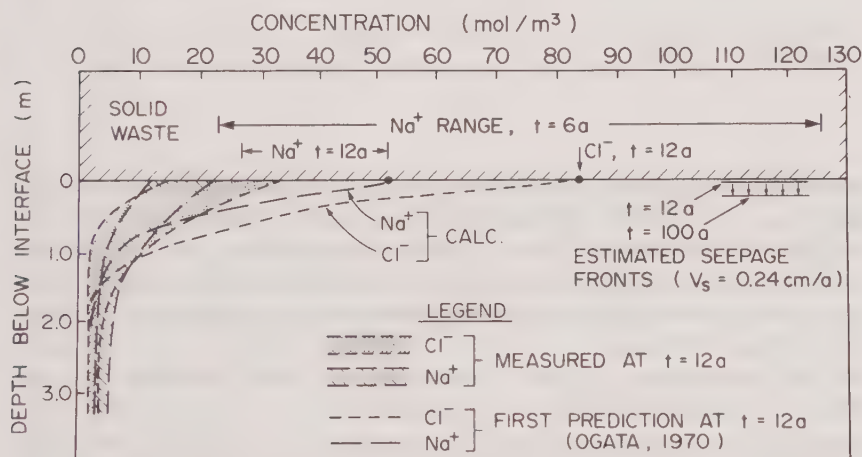 CONCENTRATION (mol/m³)
0 10 20 30 40 50 60 70 80 90 100 110 120 130
SOLID WASTE
Na⁺ RANGE, t = 6a
Na⁺ t = 12a
Cl⁻, t = 12a
DEPTH BELOW INTERFACE (m)
0
1.0
2.0
3.0
Na⁺
Cl⁻
CALC.
t = 12a
t = 100a
ESTIMATED SEEPAGE
FRONTS (Vs = 0.24 cm/a)
LEGEND
Cl⁻
Na⁺
MEASURED AT t = 12a
Cl⁻
Na⁺
FIRST PREDICTION AT t = 12a
(OGATA, 1970)